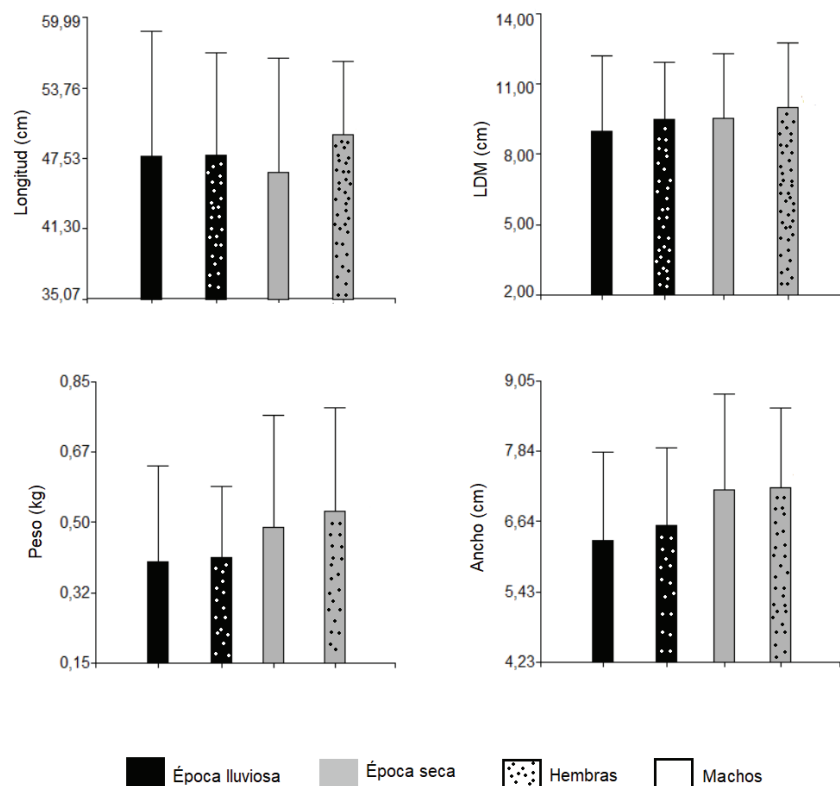 Longitud (cm)
59,99
53,76
47,53
41,30
35,07
LDM (cm)
14,00
11,00
8,00
5,00
2,00
Peso (kg)
0,85
0,67
0,50
0,32
0,15
Ancho (cm)
9,05
7,84
6,64
5,43
4,23
Época lluviosa
Época seca
Hembras
Machos